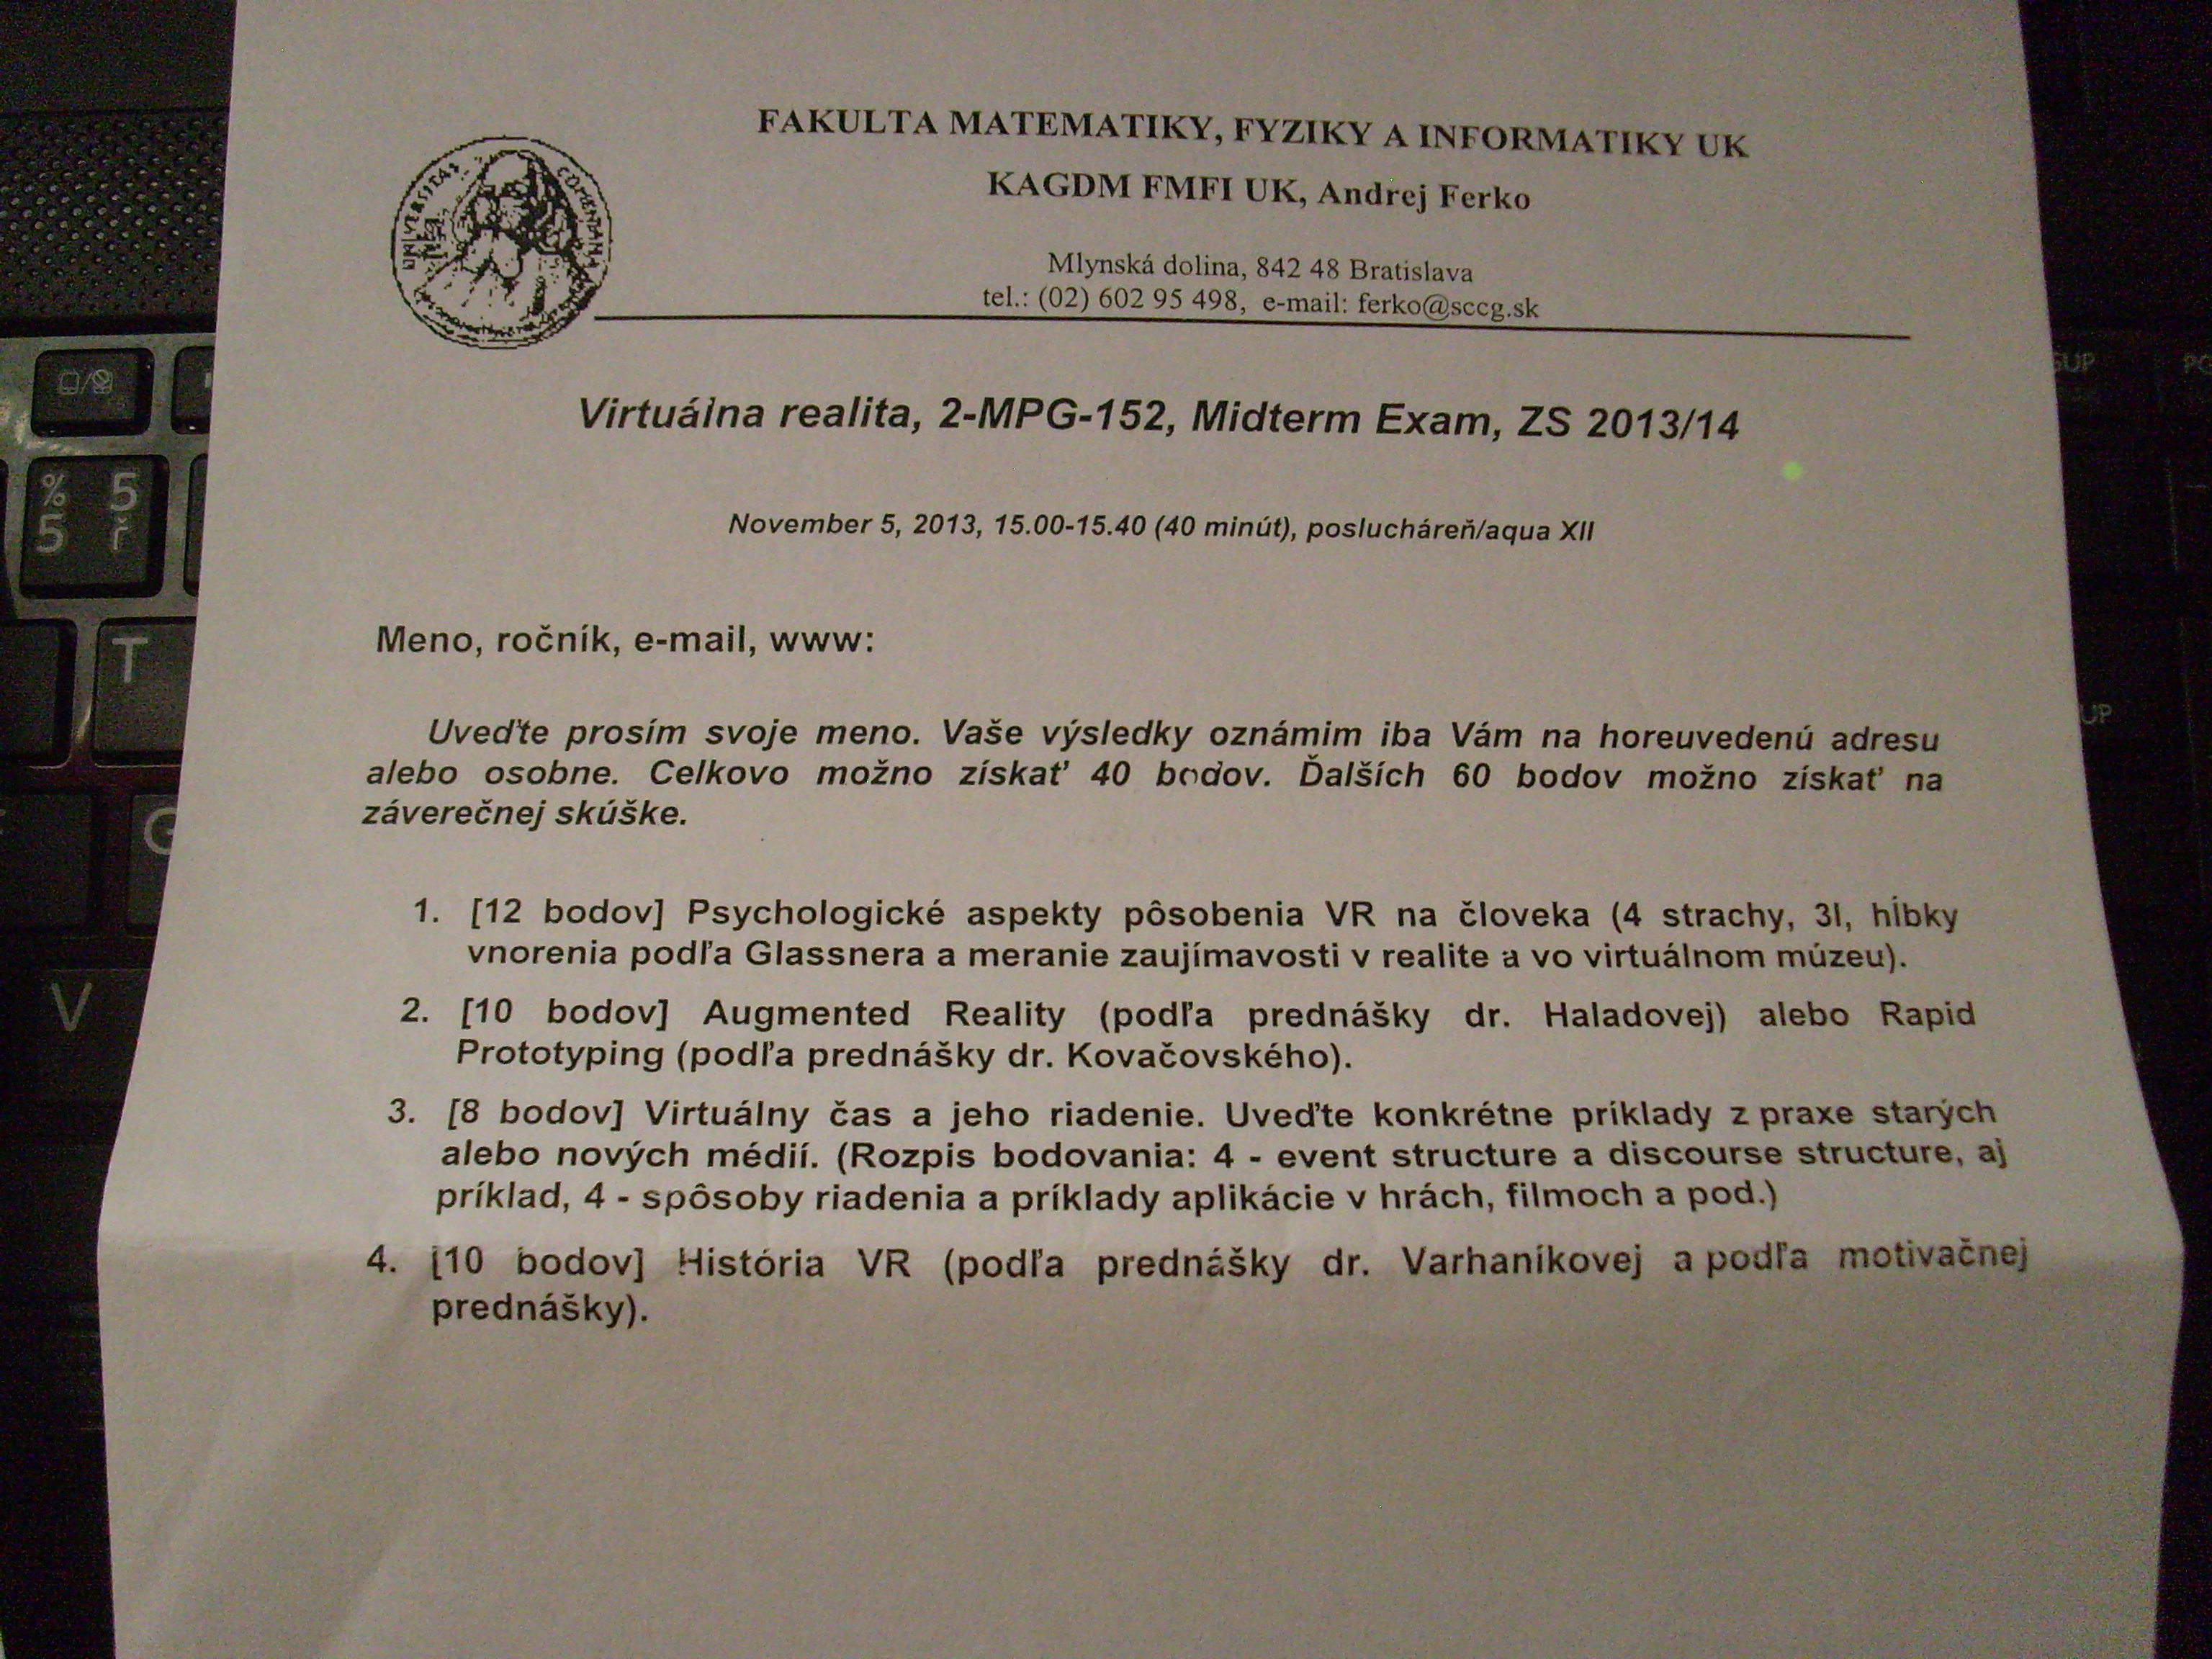 FAKULTA MATEMATIKY, FYZIKY A INFORMATIKY UK
KAGDM FMFI UK, Andrej Ferko
Mlynská dolina, 842 48 Bratislava
tel.: (02) 602 95 498, e-mail: ferko@sccg.sk
Virtuálna realita, 2-MPG-152, Midterm Exam, ZS 2013/14
November 5, 2013, 15.00-15.40 (40 minút), poslucháreň/aqua XII
Meno, ročník, e-mail, www:
Uveďte prosím svoje meno. Vaše výsledky oznámim iba Vám na horeuvedenú adresu
alebo osobne. Celkovo možno získať 40 bodov. Ďalších 60 bodov možno získať na
záverečnej skúške.
1. [12 bodov] Psychologické aspekty pôsobenia VR na človeka (4 strachy, 3I, hĺbky
vnorenia podľa Glassnera a meranie zaujímavosti v realite a vo virtuálnom múzeu).
2. [10 bodov] Augmented Reality (podľa prednášky dr. Haladovej) alebo Rapid
Prototyping (podľa prednášky dr. Kovačovského).
3. [8 bodov] Virtuálny čas a jeho riadenie. Uveďte konkrétne príklady z praxe starých
alebo nových médií. (Rozpis bodovania: 4 - event structure a discourse structure, aj
príklad, 4 - spôsoby riadenia a príklady aplikácie v hrách, filmoch a pod.)
4. [10 bodov] História VR (podľa prednášky dr. Varhaníkovej a podľa motivačnej
prednášky).
% 5
5 ř
T
G
V
UP